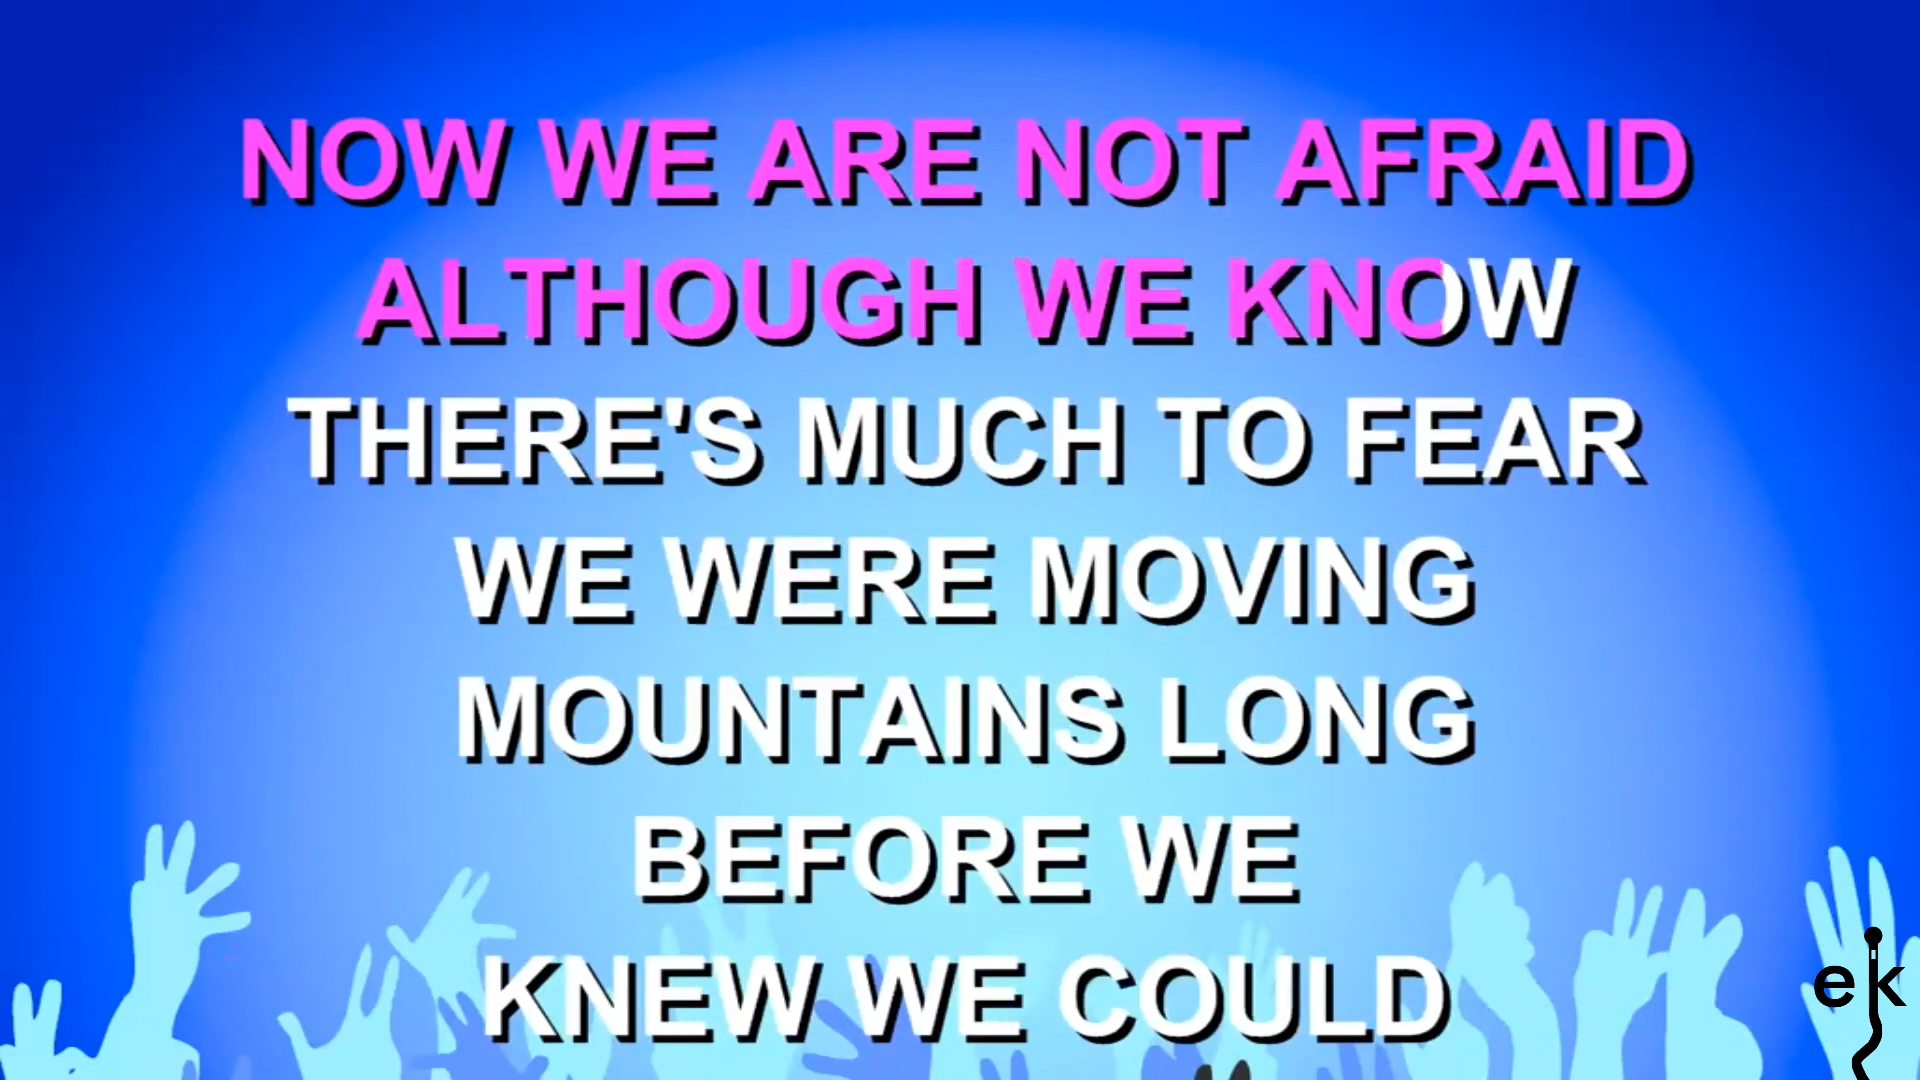 NOW WE ARE NOT AFRAID
ALTHOUGH WE KNOW
THERE'S MUCH TO FEAR
WE WERE MOVING
MOUNTAINS LONG
BEFORE WE
KNEW WE COULD
ek